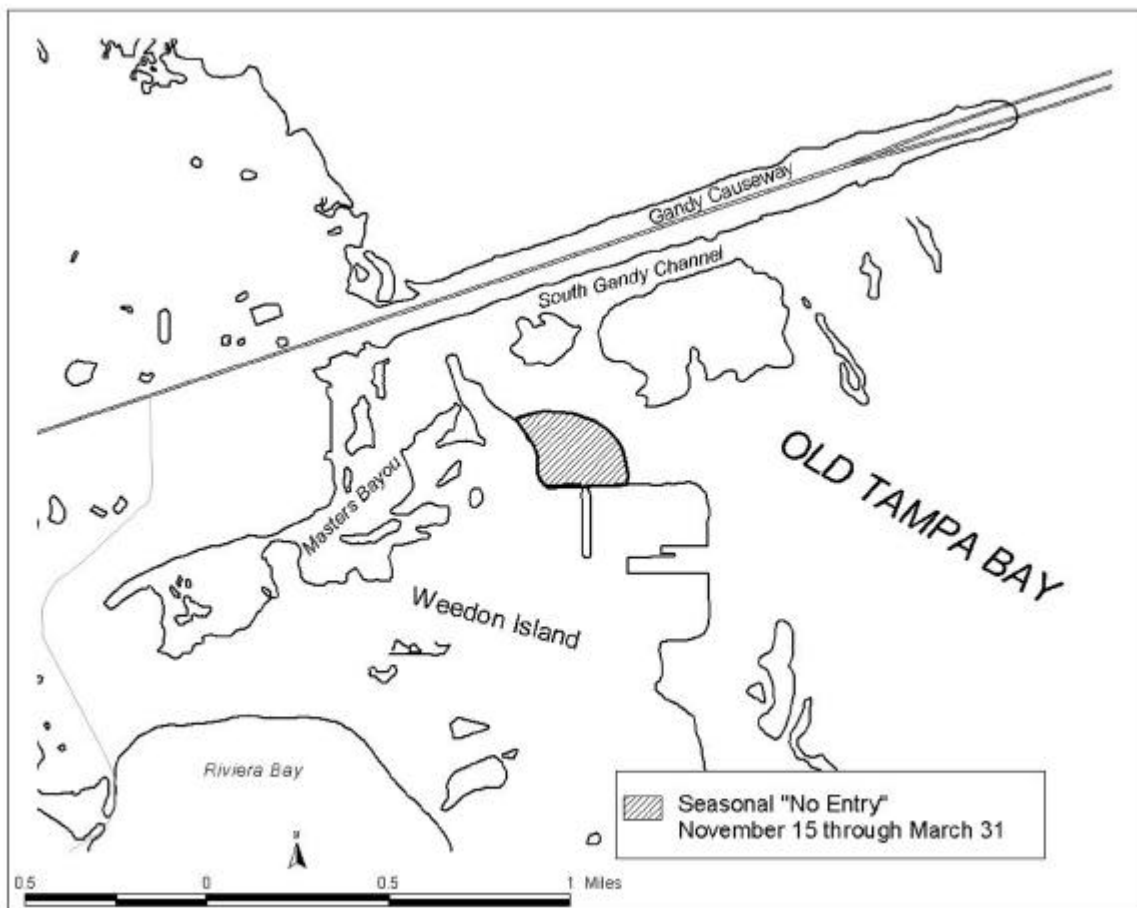 Gandy Causeway
South Gandy Channel
OLD TAMPA BAY
Masters Bayou
Weedon Island
Riviera Bay
Seasonal "No Entry"
November 15 through March 31
N
0.5 0 0.5 1 Miles